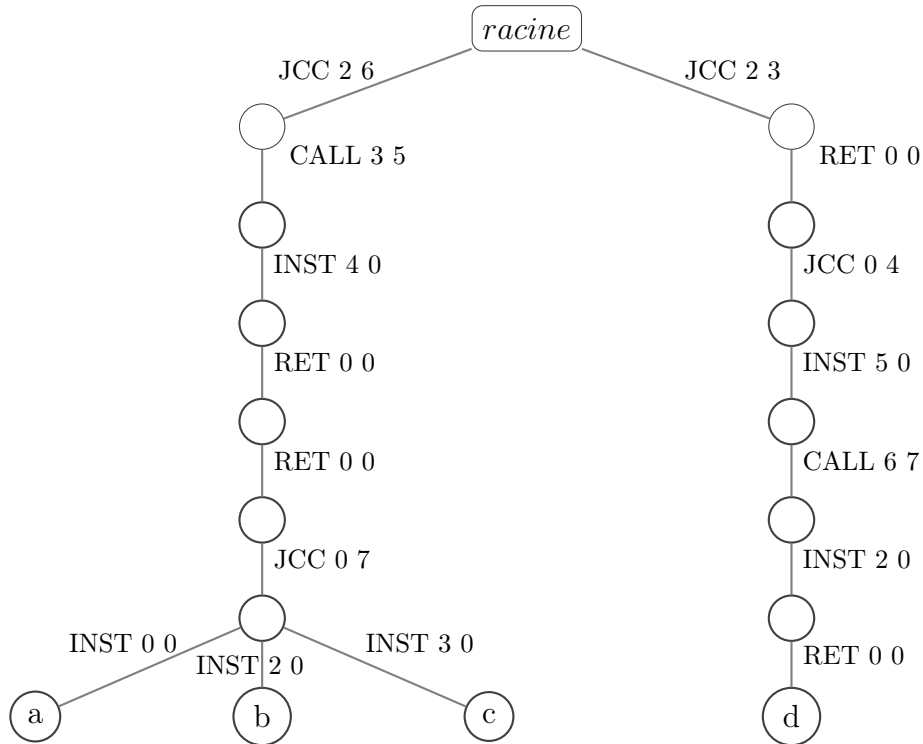 racine
JCC 2 6
JCC 2 3
CALL 3 5
RET 0 0
INST 4 0
JCC 0 4
RET 0 0
INST 5 0
RET 0 0
CALL 6 7
JCC 0 7
INST 2 0
INST 0 0
INST 2 0
INST 3 0
RET 0 0
a
b
c
d